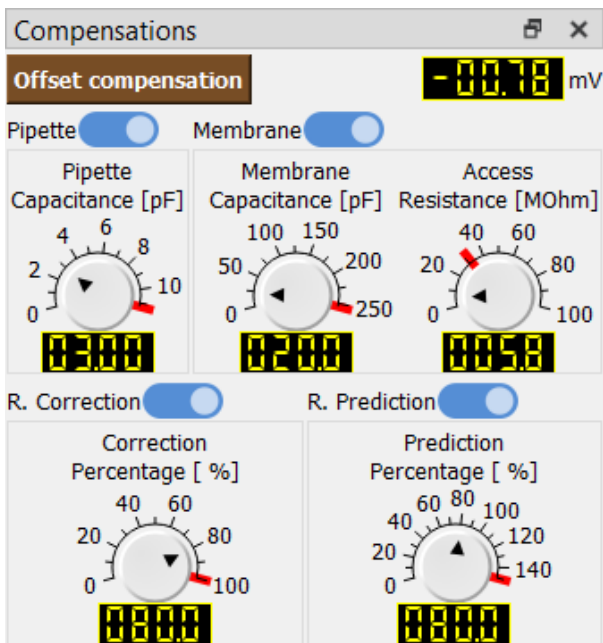 Compensations
Offset compensation
-00.78 mV
Pipette
Membrane
Pipette
Capacitance [pF]
0 2 4 6 8 10
03.00
Membrane
Capacitance [pF]
0 50 100 150 200 250
020.0
Access
Resistance [MOhm]
0 20 40 60 80 100
005.8
R. Correction
R. Prediction
Correction
Percentage [ %]
0 20 40 60 80 100
080.0
Prediction
Percentage [ %]
0 20 40 60 80 100 120 140
080.0